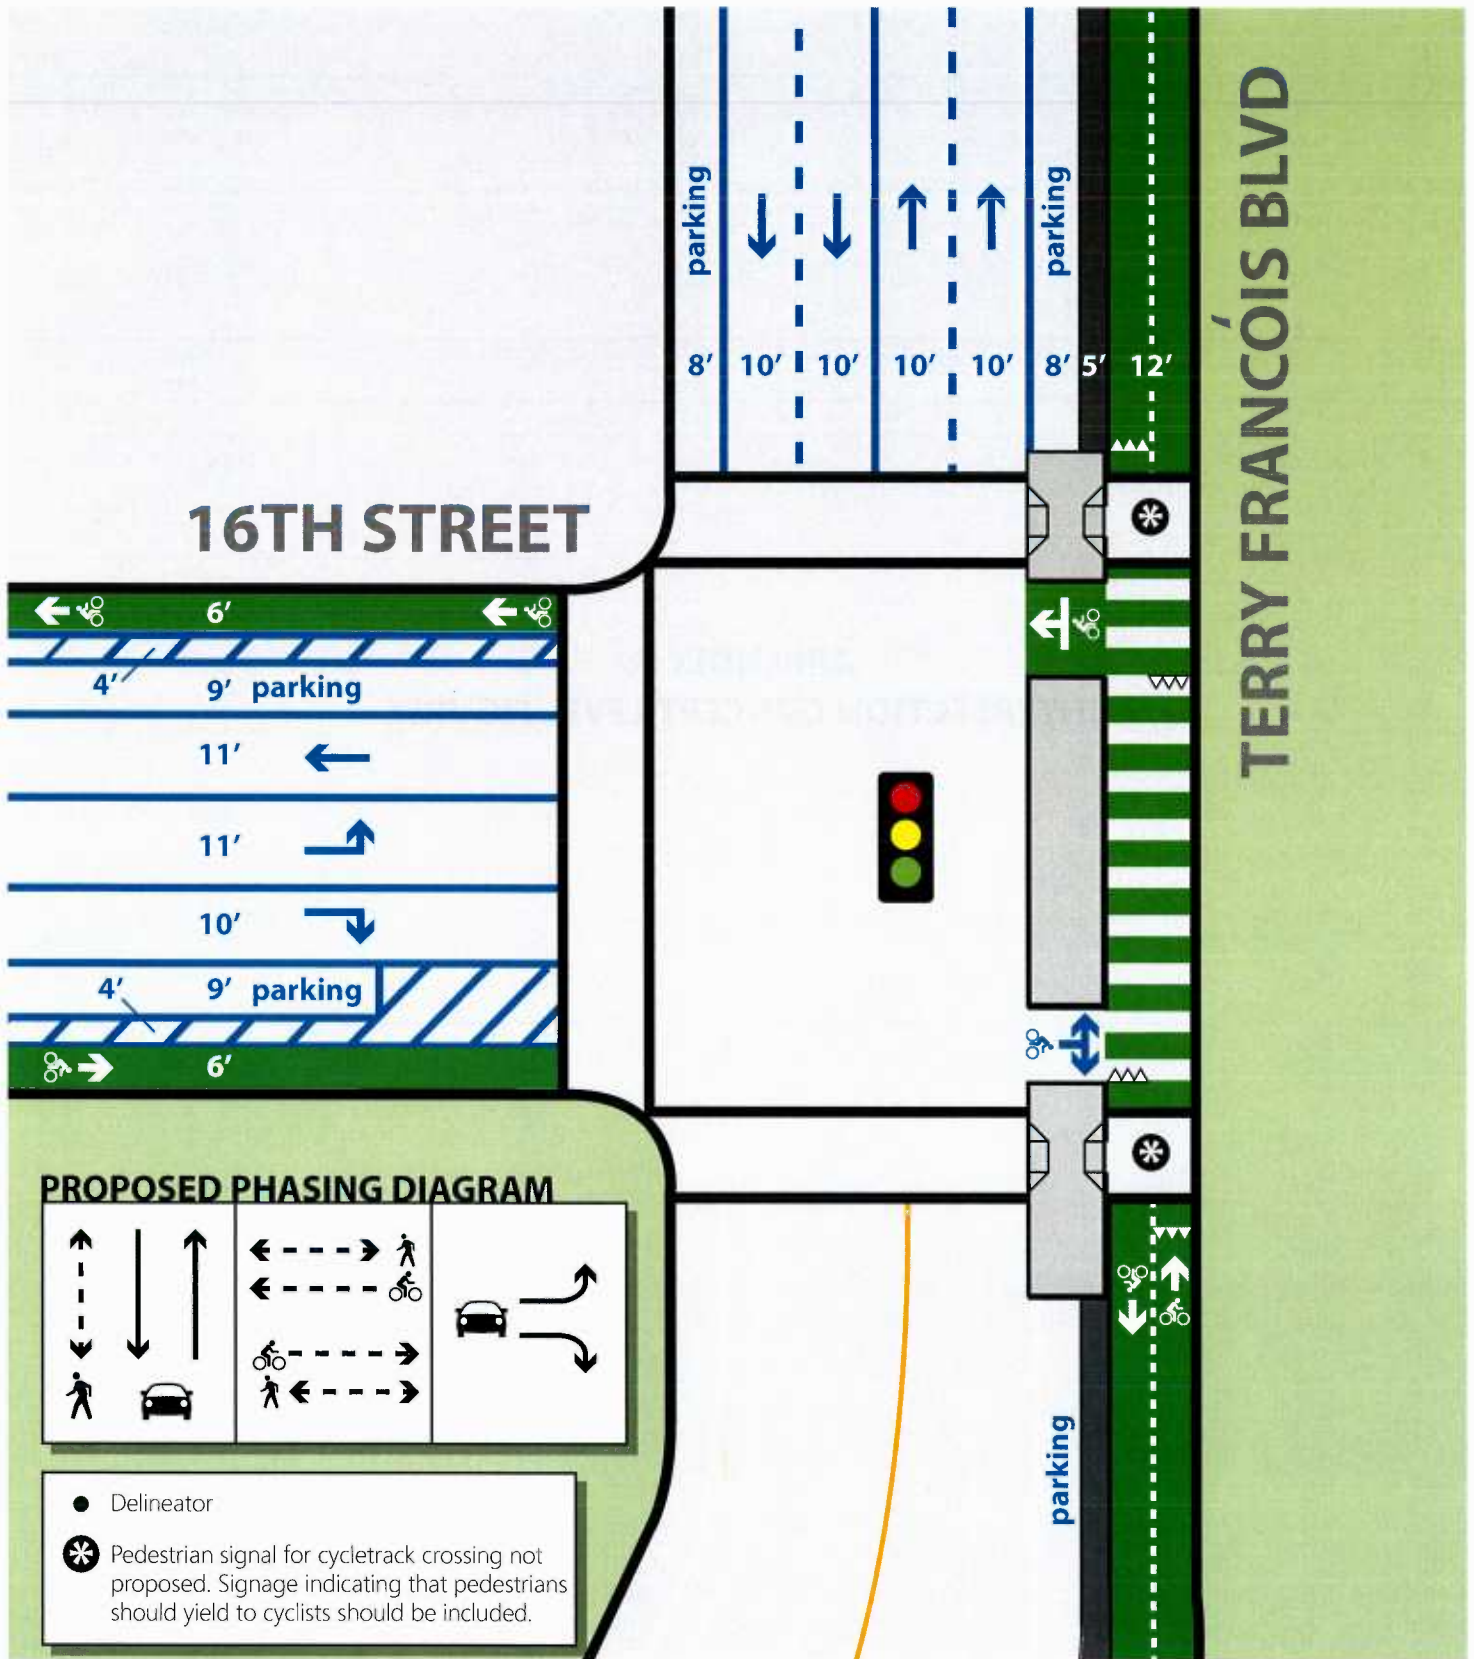 parking
parking
8' 10' 10' 10' 10' 8' 5' 12'
TERRY FRANCÓIS BLVD
16TH STREET
6'
4' 9' parking
11'
11'
10'
4' 9' parking
6'
PROPOSED PHASING DIAGRAM
parking
Delineator
Pedestrian signal for cycletrack crossing not
proposed. Signage indicating that pedestrians
should yield to cyclists should be included.